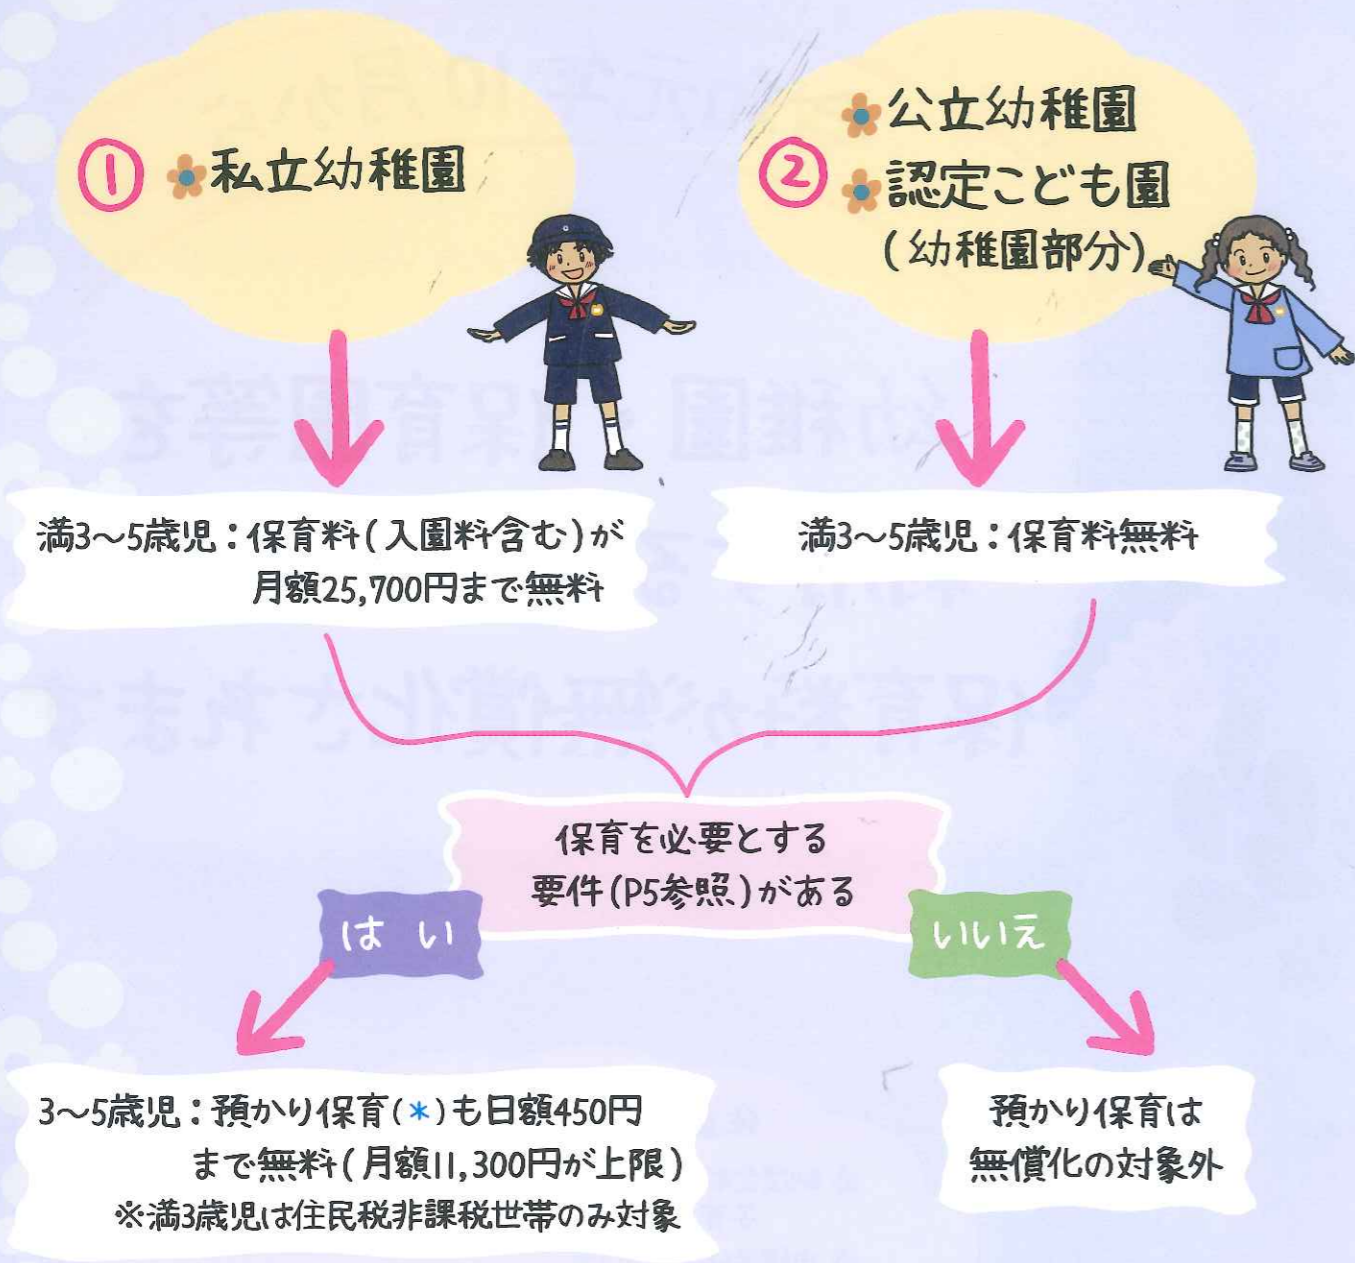 ① 私立幼稚園
② 公立幼稚園
認定こども園
(幼稚園部分)
満3~5歳児:保育料(入園料含む)が
月額25,700円まで無料
満3~5歳児:保育料無料
保育を必要とする
要件(P5参照)がある
はい
いいえ
3~5歳児:預かり保育(*)も日額450円
まで無料(月額11,300円が上限)
※満3歳児は住民税非課税世帯のみ対象
預かり保育は
無償化の対象外